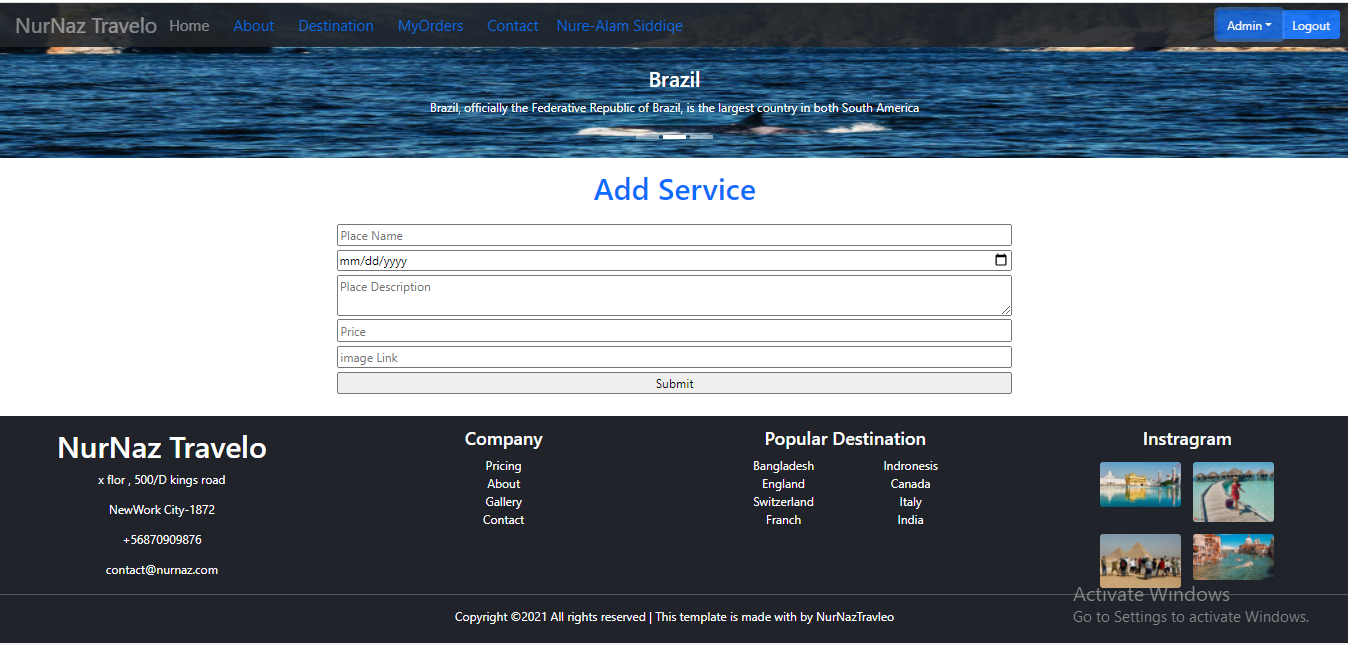 NurNaz Travelo Home About Destination MyOrders Contact Nure-Alam Siddiqe Admin Logout
Brazil
Brazil, officially the Federative Republic of Brazil, is the largest country in both South America
Add Service
Place Name
mm/dd/yyyy
Place Description
Price
image Link
Submit
NurNaz Travelo
x flor , 500/D kings road
NewWork City-1872
+56870909876
contact@nurnaz.com
Company
Pricing
About
Gallery
Contact
Popular Destination
Bangladesh Indronesis
England Canada
Switzerland Italy
Franch India
Instragram
Activate Windows
Go to Settings to activate Windows.
Copyright ©2021 All rights reserved | This template is made with by NurNazTravleo